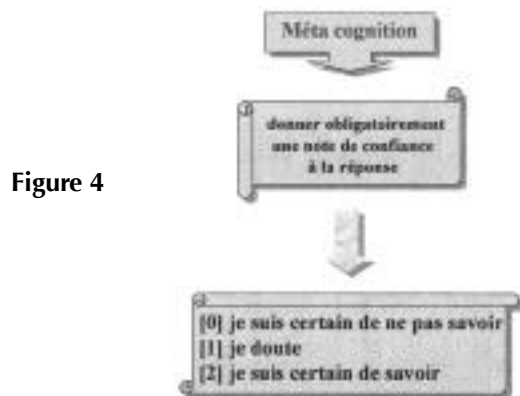 Méta cognition
donner obligatairement
une note de confiance
à la réponse
Figure 4
[0] je suis certain de ne pas savoir
[1] je doute
[2] je suis certain de savoir